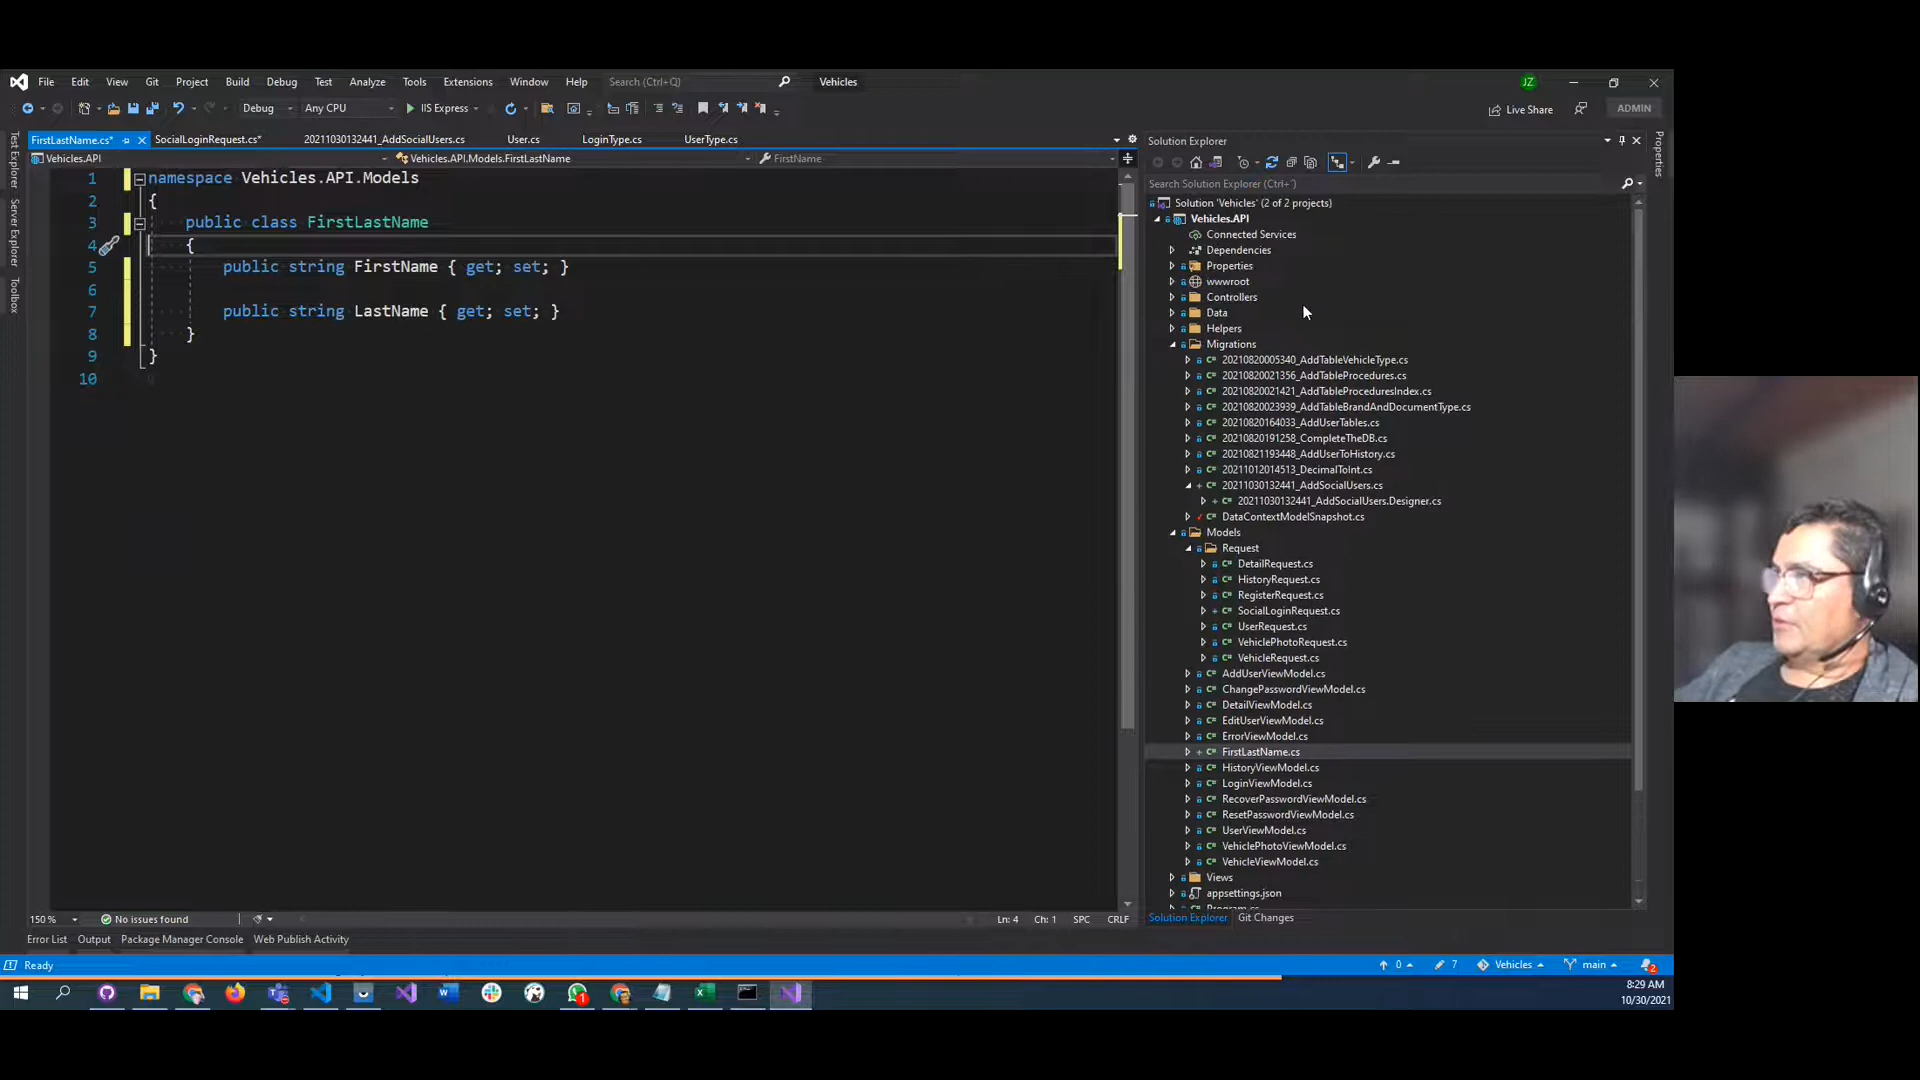 File Edit View Git Project Build Debug Test Analyze Tools Extensions Window Help Search (Ctrl+Q) Vehicles JZ
Debug Any CPU IIS Express Live Share ADMIN
FirstLastName.cs* SocialLoginRequest.cs* 20211030132441_AddSocialUsers.cs User.cs LoginType.cs UserType.cs
Vehicles.API Vehicles.API.Models.FirstLastName FirstName
Test Explorer
Server Explorer
Toolbox
1 namespace Vehicles.API.Models
2 {
3 public class FirstLastName
4 {
5 public string FirstName { get; set; }
6
7 public string LastName { get; set; }
8 }
9 }
10
150 % No issues found Ln: 4 Ch: 1 SPC CRLF
Solution Explorer
Search Solution Explorer (Ctrl+´)
Solution 'Vehicles' (2 of 2 projects)
Vehicles.API
Connected Services
Dependencies
Properties
wwwroot
Controllers
Data
Helpers
Migrations
20210820005340_AddTableVehicleType.cs
20210820021356_AddTableProcedures.cs
20210820021421_AddTableProceduresIndex.cs
20210820023939_AddTableBrandAndDocumentType.cs
20210820164033_AddUserTables.cs
20210820191258_CompleteTheDB.cs
20210821193448_AddUserToHistory.cs
20211012014513_DecimalToInt.cs
20211030132441_AddSocialUsers.cs
20211030132441_AddSocialUsers.Designer.cs
DataContextModelSnapshot.cs
Models
Request
DetailRequest.cs
HistoryRequest.cs
RegisterRequest.cs
SocialLoginRequest.cs
UserRequest.cs
VehiclePhotoRequest.cs
VehicleRequest.cs
AddUserViewModel.cs
ChangePasswordViewModel.cs
DetailViewModel.cs
EditUserViewModel.cs
ErrorViewModel.cs
FirstLastName.cs
HistoryViewModel.cs
LoginViewModel.cs
RecoverPasswordViewModel.cs
ResetPasswordViewModel.cs
UserViewModel.cs
VehiclePhotoViewModel.cs
VehicleViewModel.cs
Views
appsettings.json
Program.cs
Solution Explorer Git Changes
Properties
Error List Output Package Manager Console Web Publish Activity
Ready 0 7 Vehicles main 2
8:29 AM
10/30/2021